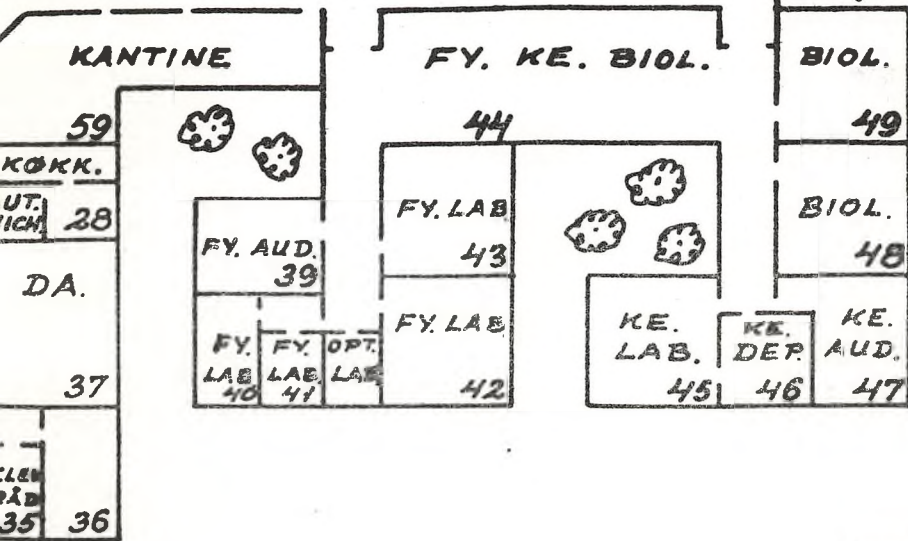 KANTINE
59
KØKK.
UT.
28
DA.
37
35
36
FY. KE. BIOL.
44
FY. AUD.
39
FY.
LAB
40
FY.
LAB.
41
OPT.
LAB
FY. LAB
43
FY. LAB
42
KE.
LAB.
45
KE.
DEP.
46
KE.
AUD.
47
BIOL.
49
BIOL.
48